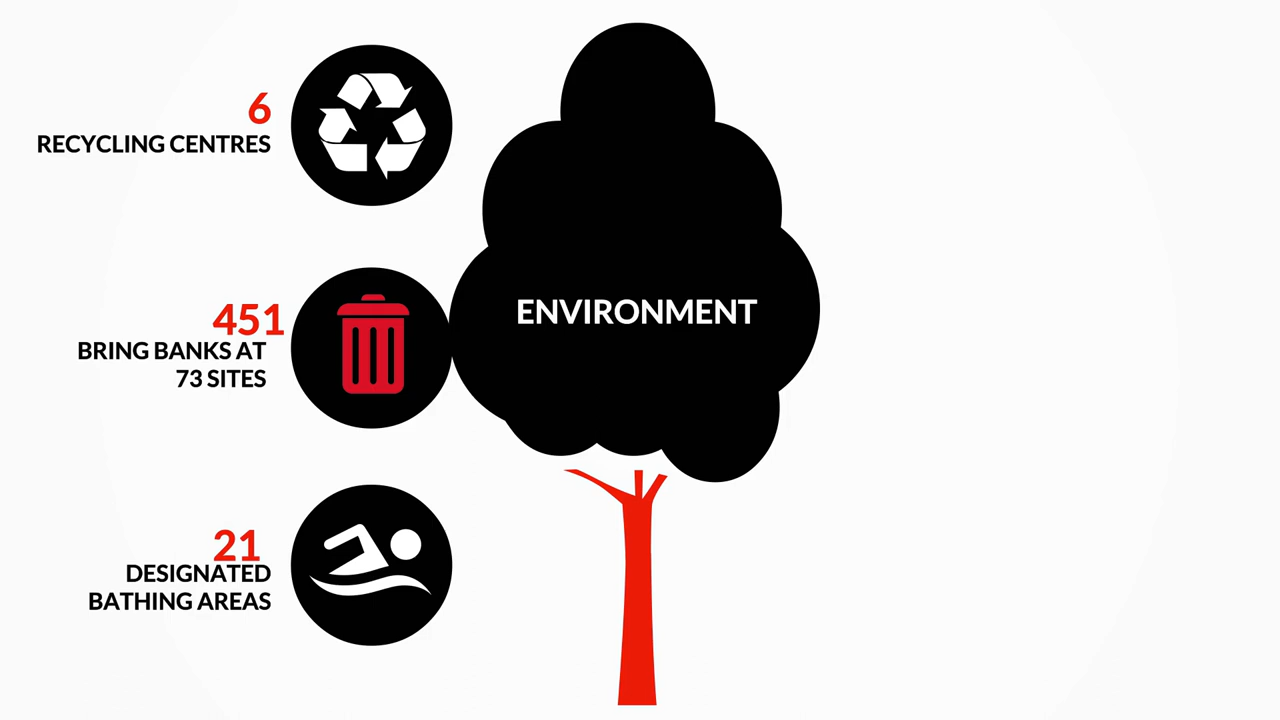 6
RECYCLING CENTRES
451
BRING BANKS AT
73 SITES
21
DESIGNATED
BATHING AREAS
ENVIRONMENT